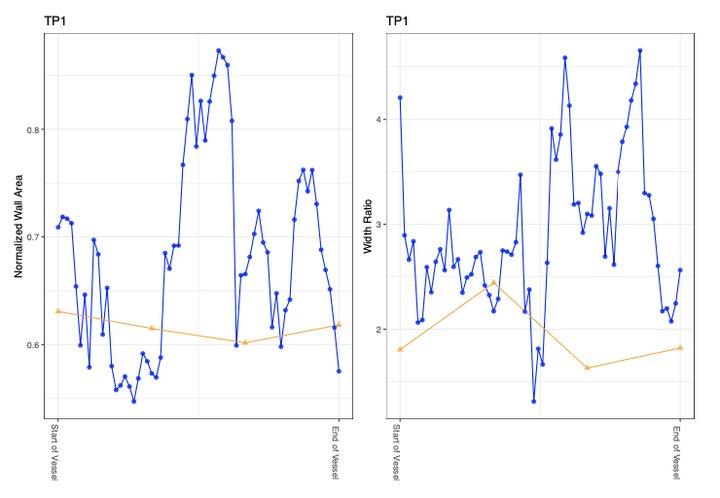 TP1
Normalized Wall Area
0.8
0.7
0.6
Start of Vessel
End of Vessel
TP1
Width Ratio
4
3
2
Start of Vessel
End of Vessel